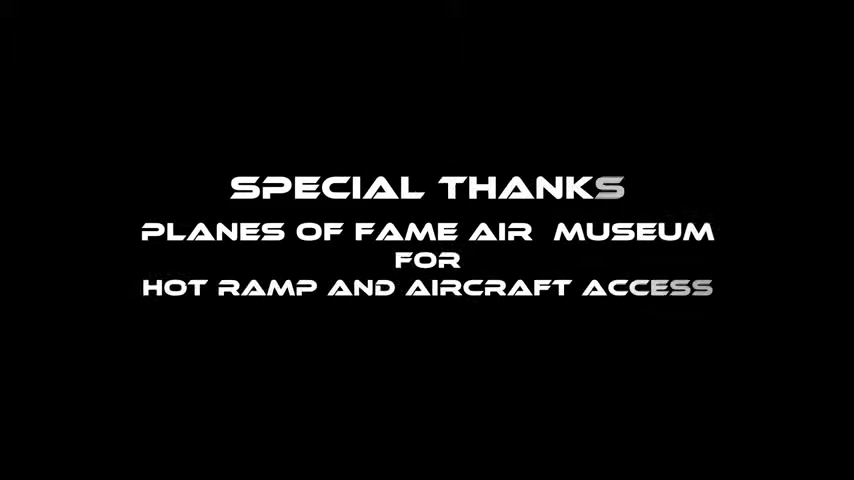 SPECIAL THANKS
PLANES OF FAME AIR MUSEUM
FOR
HOT RAMP AND AIRCRAFT ACCESS